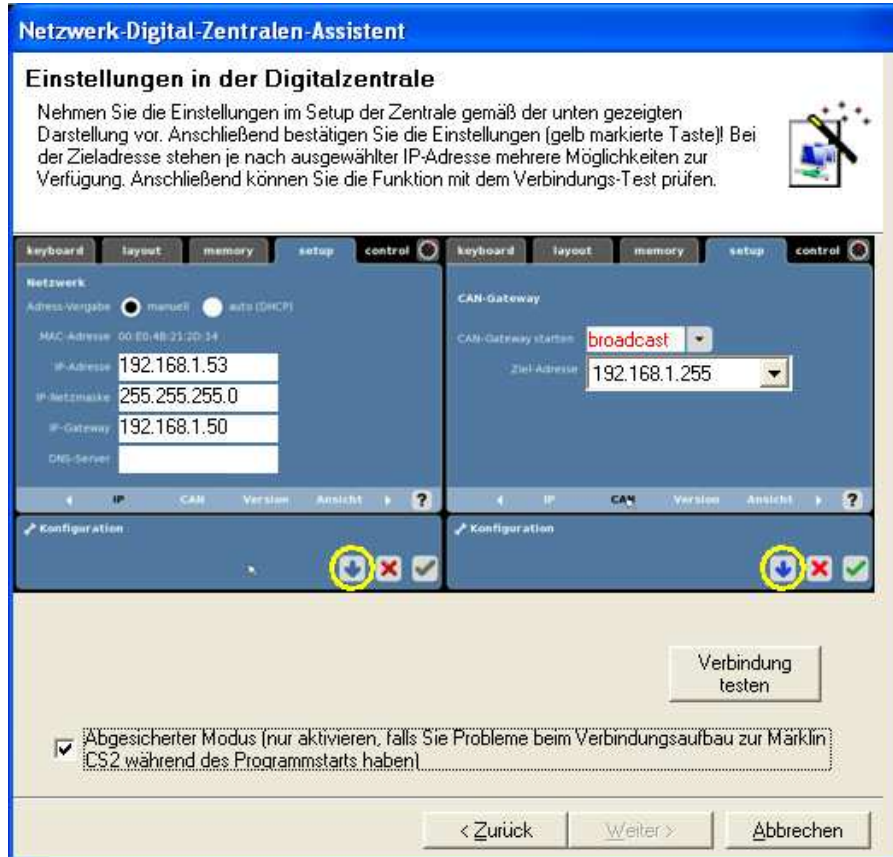 Netzwerk-Digital-Zentralen-Assistent
Einstellungen in der Digitalzentrale
Nehmen Sie die Einstellungen im Setup der Zentrale gemäß der unten gezeigten
Darstellung vor. Anschließend bestätigen Sie die Einstellungen (gelb markierte Taste)! Bei
der Zieladresse stehen je nach ausgewählter IP-Adresse mehrere Möglichkeiten zur
Verfügung. Anschließend können Sie die Funktion mit dem Verbindungs-Test prüfen.
keyboard layout memory setup control
Netzwerk
Adress-Vergabe manuell auto (DHCP)
MAC-Adresse 00:E0:4B:21:2D:34
IP-Adresse 192.168.1.53
IP-Netzmaske 255.255.255.0
IP-Gateway 192.168.1.50
DNS-Server
IP CAN Version Ansicht ?
Konfiguration
keyboard layout memory setup control
CAN-Gateway
CAN-Gateway starten broadcast
Ziel-Adresse 192.168.1.255
IP CAN Version Ansicht ?
Konfiguration
Verbindung
testen
Abgesicherter Modus (nur aktivieren, falls Sie Probleme beim Verbindungsaufbau zur Märklin
CS2 während des Programmstarts haben)
< Zurück Weiter > Abbrechen